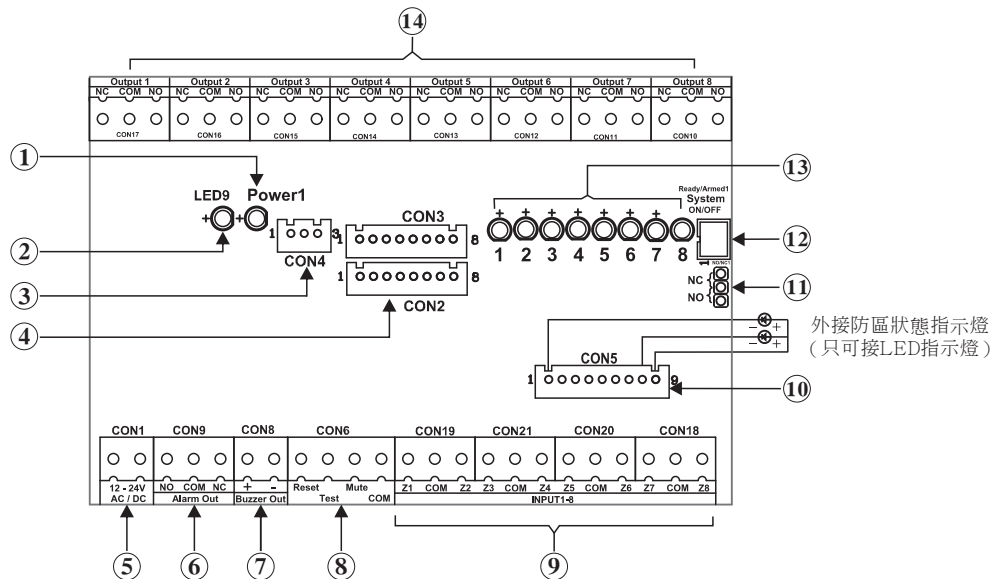 14
Output 1 Output 2 Output 3 Output 4 Output 5 Output 6 Output 7 Output 8
NC COM NO NC COM NO NC COM NO NC COM NO NC COM NO NC COM NO NC COM NO NC COM NO
CON17 CON16 CON15 CON14 CON13 CON12 CON11 CON10
1
13
LED9 Power1
Ready/Armed1
System
ON/OFF
+ +
+ + + + + + +
1 2 3 4 5 6 7 8
12
2
1 3
CON4
CON3
1 8
1 8
CON2
1 NO/NC1
NC
NO
11
3
4
外接防區狀態指示燈
(只可接LED指示燈)
− +
− +
CON5
1 9
10
CON1 CON9 CON8 CON6 CON19 CON21 CON20 CON18
12 - 24V NO COM NC + − Reset Mute Z1 COM Z2 Z3 COM Z4 Z5 COM Z6 Z7 COM Z8
AC / DC Alarm Out Buzzer Out Test COM INPUT1-8
5 6 7 8 9